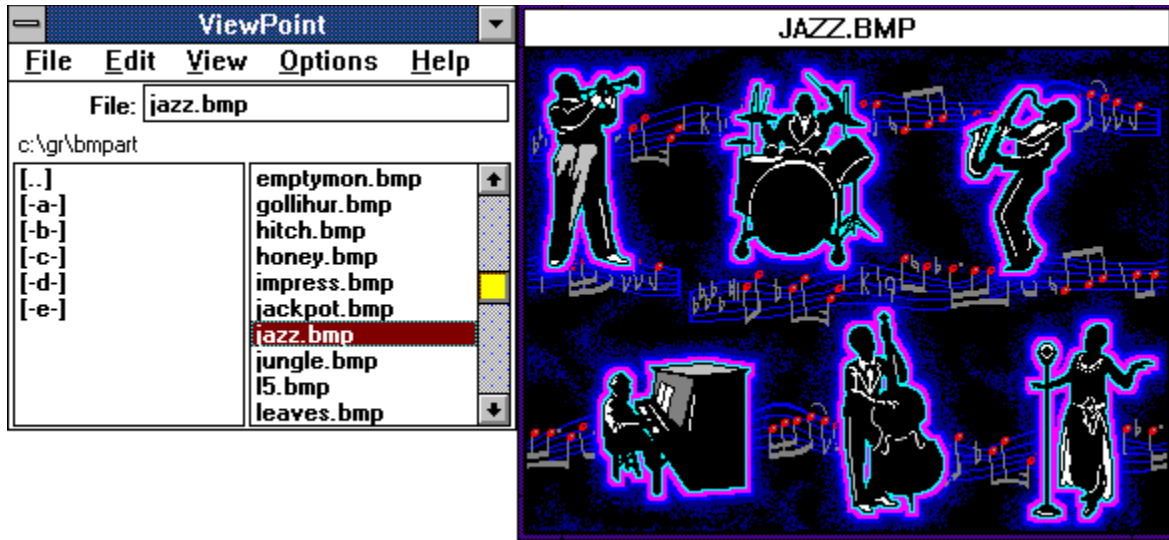 ViewPoint
File Edit View Options Help
File: jazz.bmp
c:\gr\bmpart
[..]
[-a-]
[-b-]
[-c-]
[-d-]
[-e-]
emptymon.bmp
gollihur.bmp
hitch.bmp
honey.bmp
impress.bmp
jackpot.bmp
jazz.bmp
jungle.bmp
l5.bmp
leaves.bmp
JAZZ.BMP